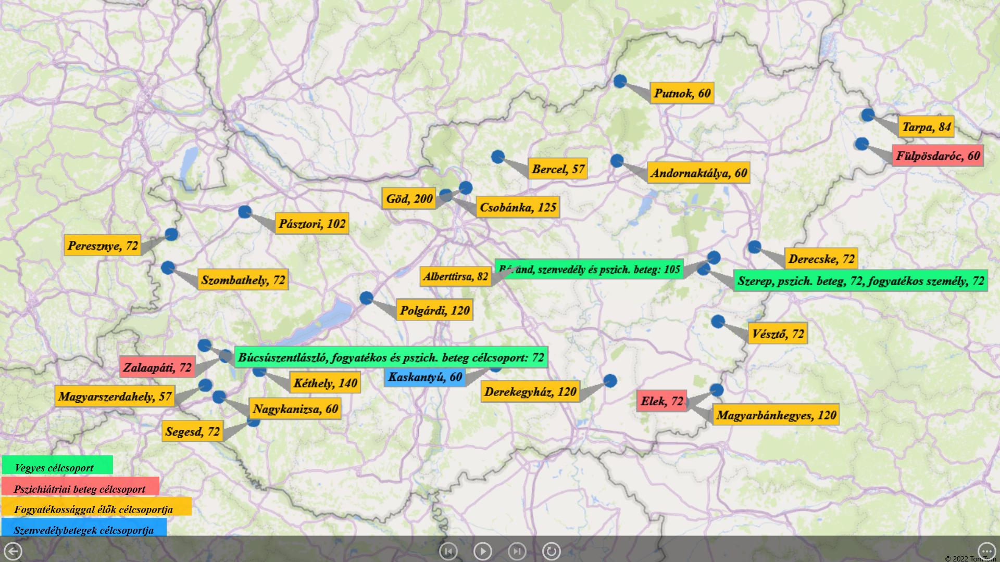 Putnok, 60
Tarpa, 84
Fülpösdaróc, 60
Bercel, 57
Andornaktálya, 60
Göd, 200
Csobánka, 125
Pásztori, 102
Peresznye, 72
Derecske, 72
Szombathely, 72
Alberttirsa, 82
szenvedély és pszich. beteg: 105
Szerep, pszich. beteg, 72, fogyatékos személy, 72
Polgárdi, 120
Vésztő, 72
Búcsúszentlászló, fogyatékos és pszich. beteg célcsoport: 72
Zalaapáti, 72
Kéthely, 140
Kaskantyú, 60
Derekegyház, 120
Magyarszerdahely, 57
Elek, 72
Nagykanizsa, 60
Magyarbánhegyes, 120
Segesd, 72
Vegyes célcsoport
Pszichiátriai beteg célcsoport
Fogyatékossággal élők célcsoportja
Szenvedélybetegek célcsoportja
© 2022 TomTom